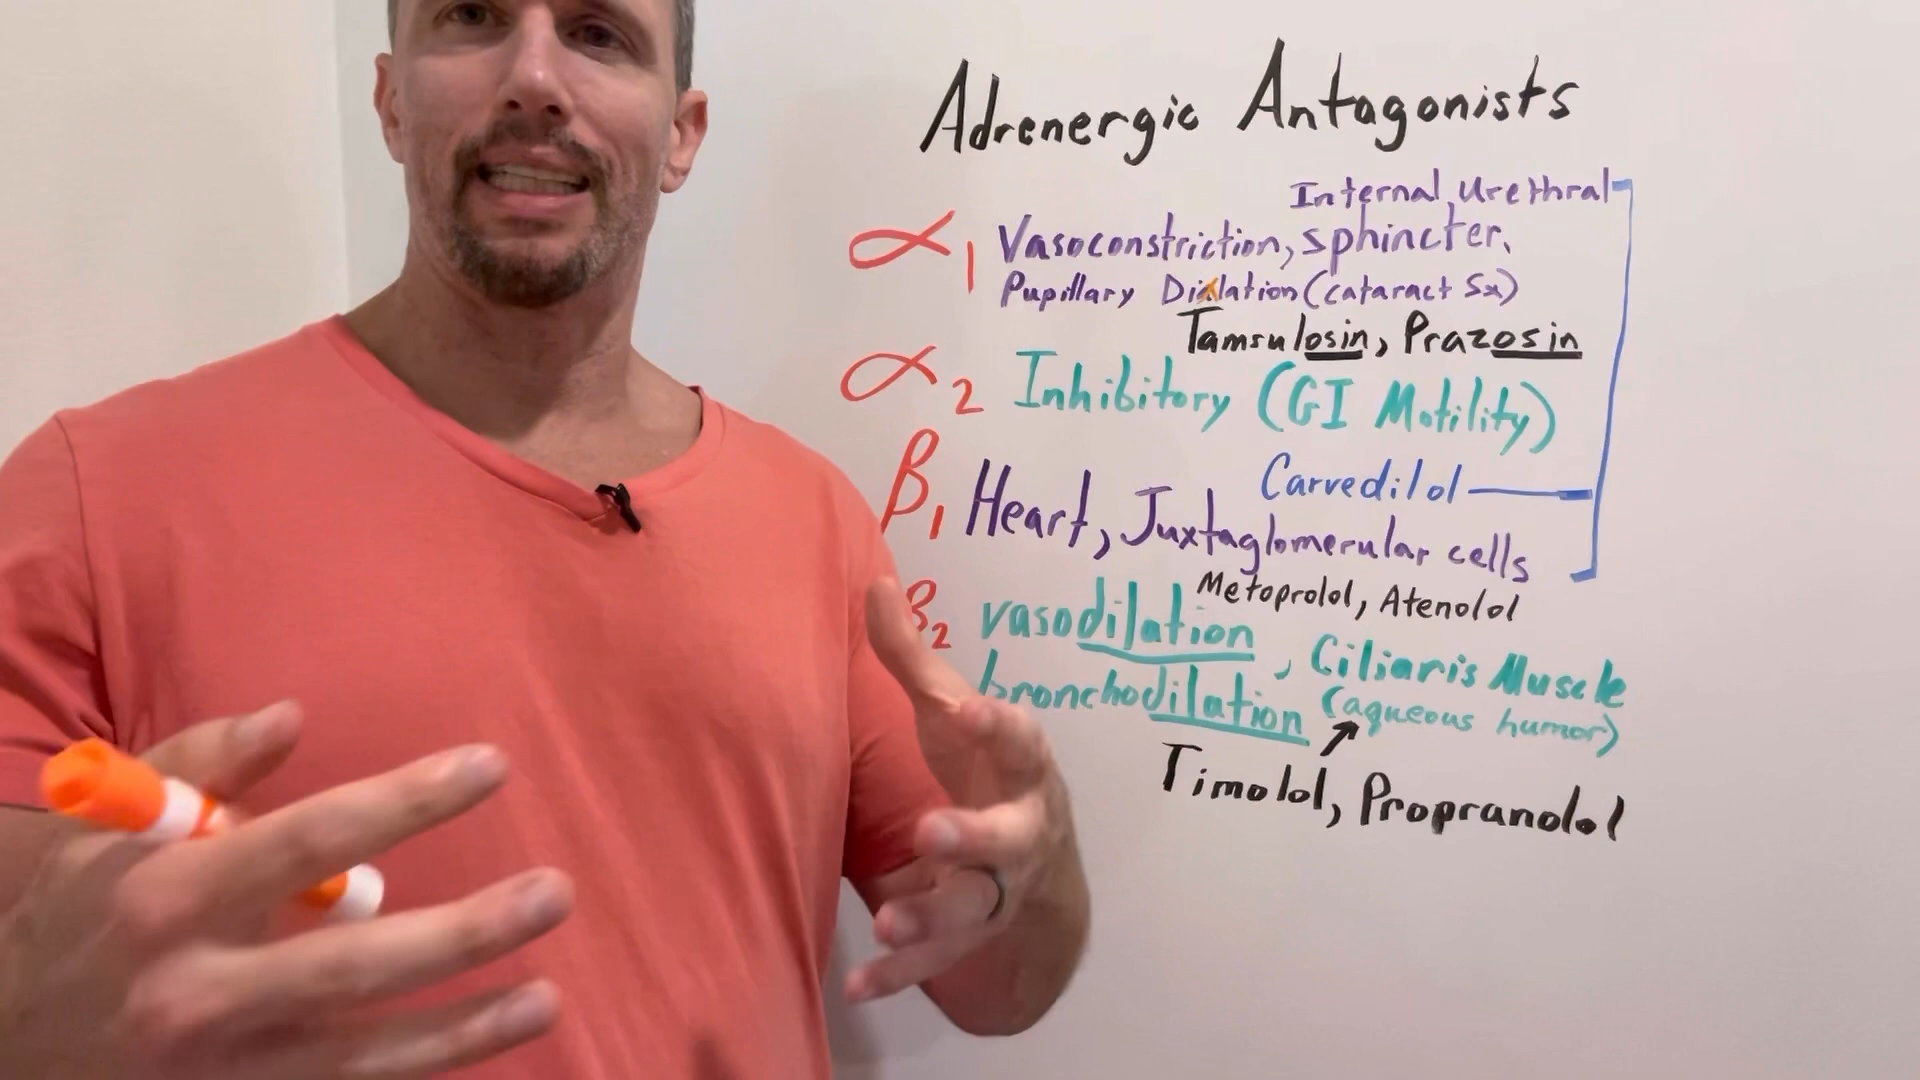 Adrenergic Antagonists
Internal urethral
α1 Vasoconstriction, sphincter,
Pupillary Dialation (cataract Sx)
Tamsulosin, Prazosin
α2 Inhibitory (GI Motility)
Carvedilol
β1 Heart, Juxtaglomerular cells
Metoprolol, Atenolol
β2 vasodilation, Ciliaris Muscle
bronchodilation (aqueous humor)
Timolol, Propranolol